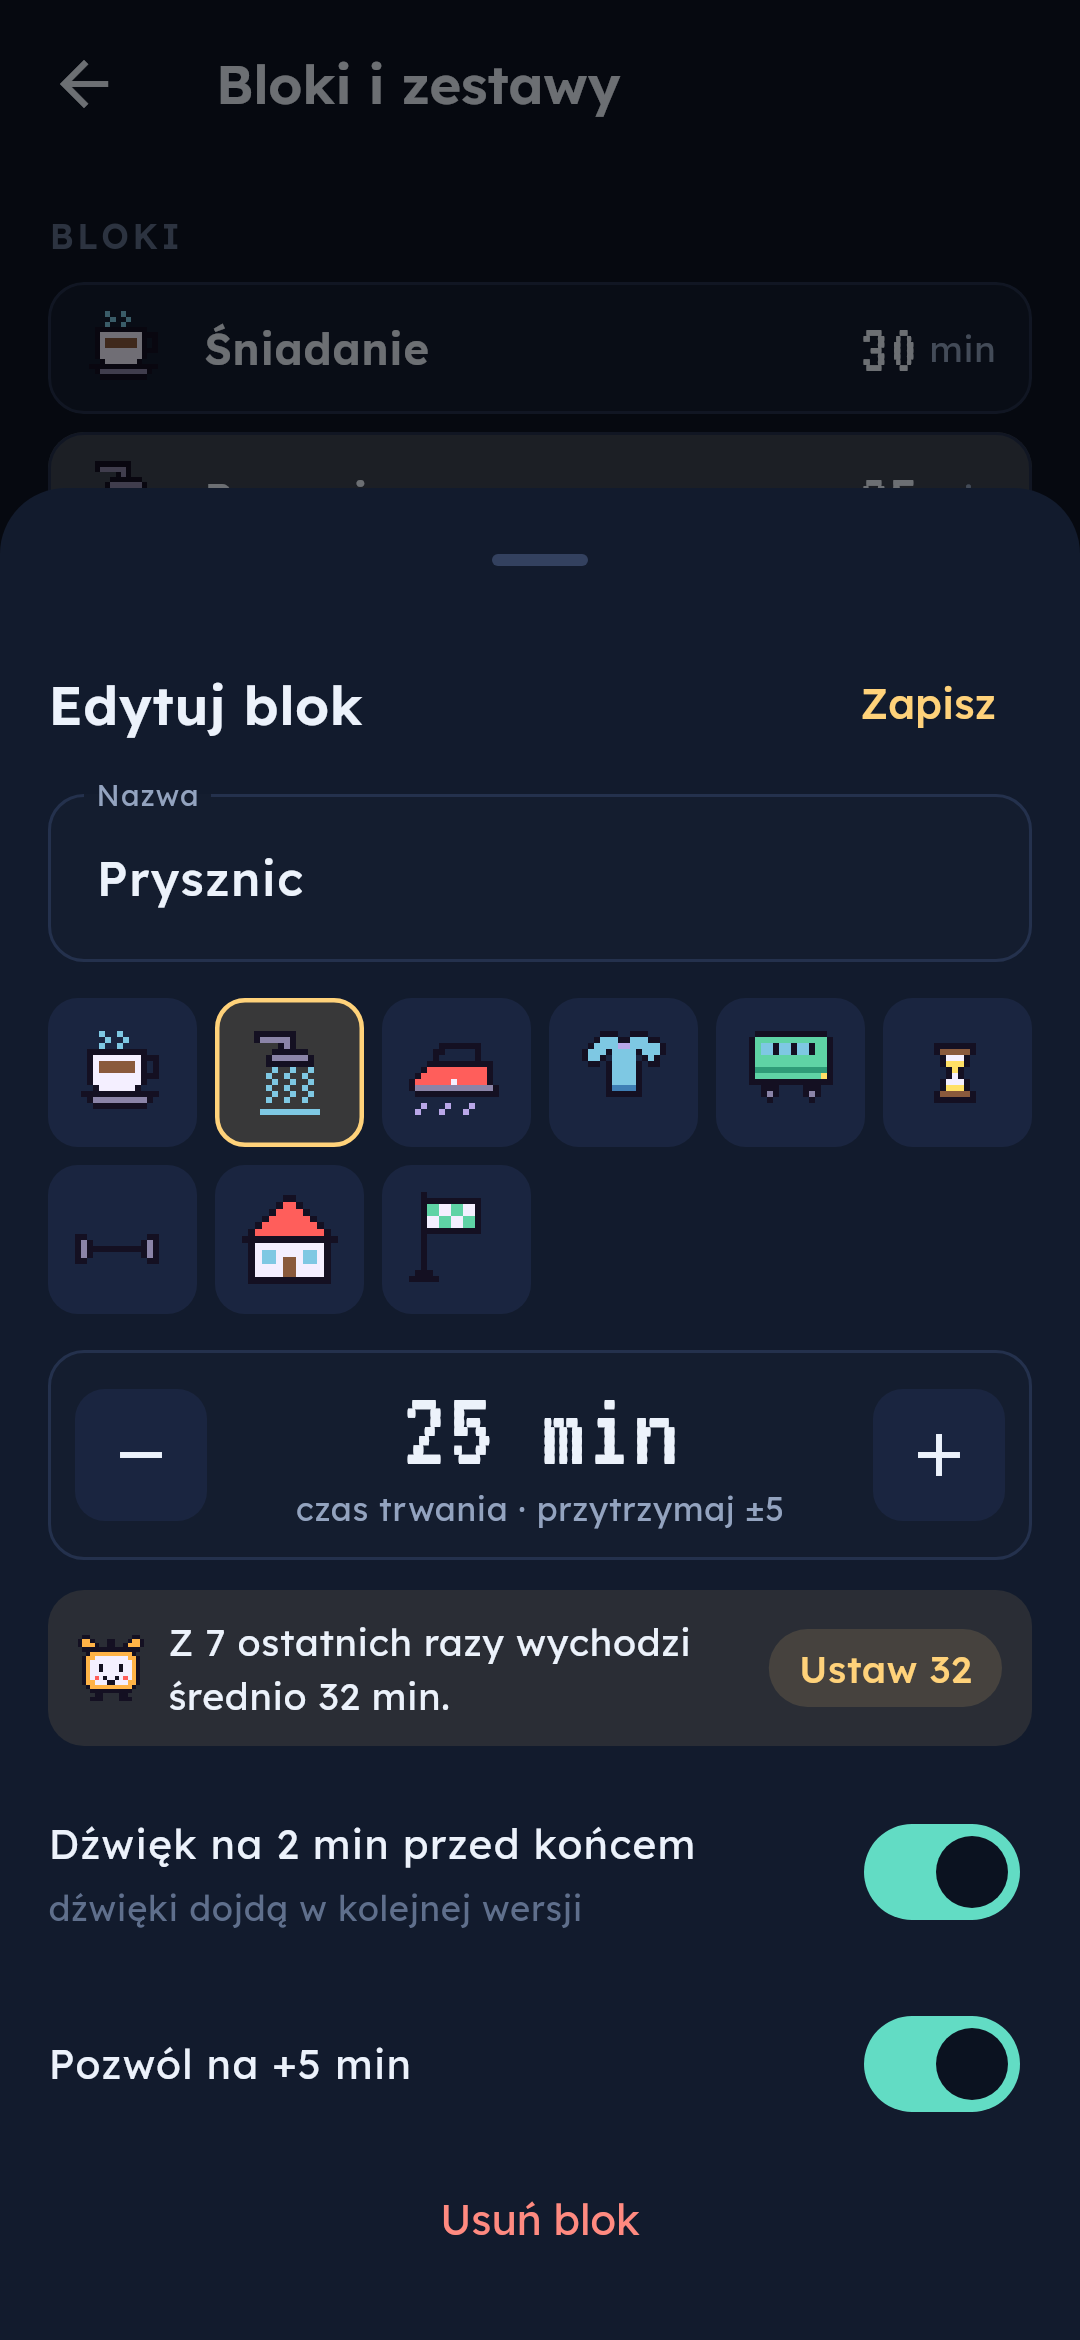 Bloki i zestawy
BLOKI
Śniadanie
30 min
Edytuj blok
Zapisz
Nazwa
Prysznic
25 min
czas trwania · przytrzymaj ±5
Z 7 ostatnich razy wychodzi
średnio 32 min.
Ustaw 32
Dźwięk na 2 min przed końcem
dźwięki dojdą w kolejnej wersji
Pozwól na +5 min
Usuń blok